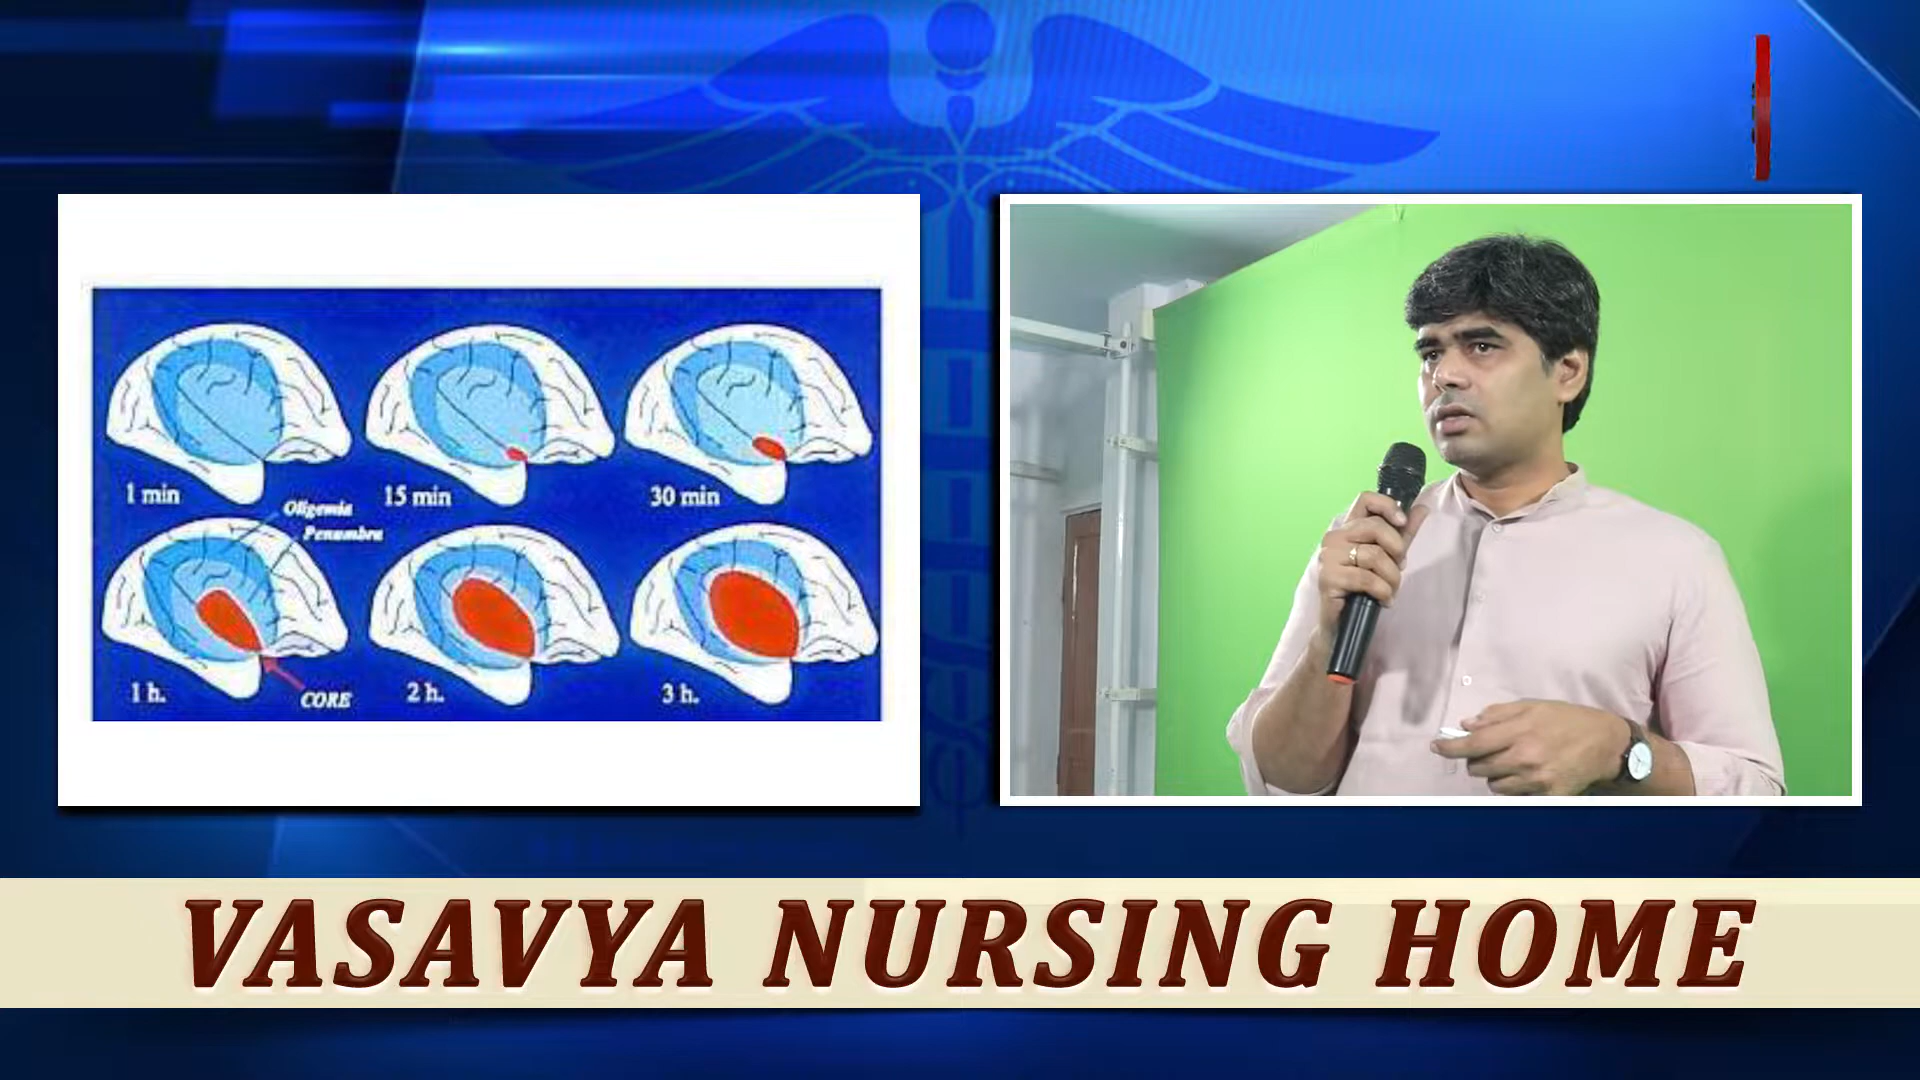 1 min
15 min
30 min
Oligemia
Penumbra
1 h.
CORE
2 h.
3 h.
VASAVYA NURSING HOME